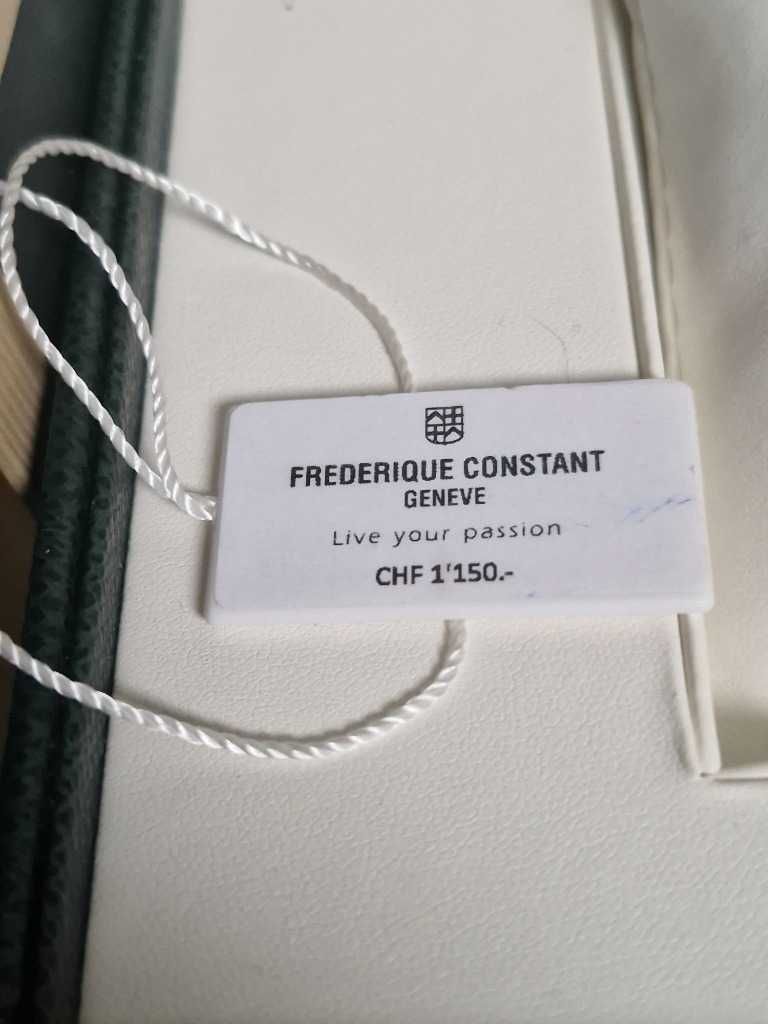 FREDERIQUE CONSTANT
GENEVE
Live your passion
CHF 1'150.-